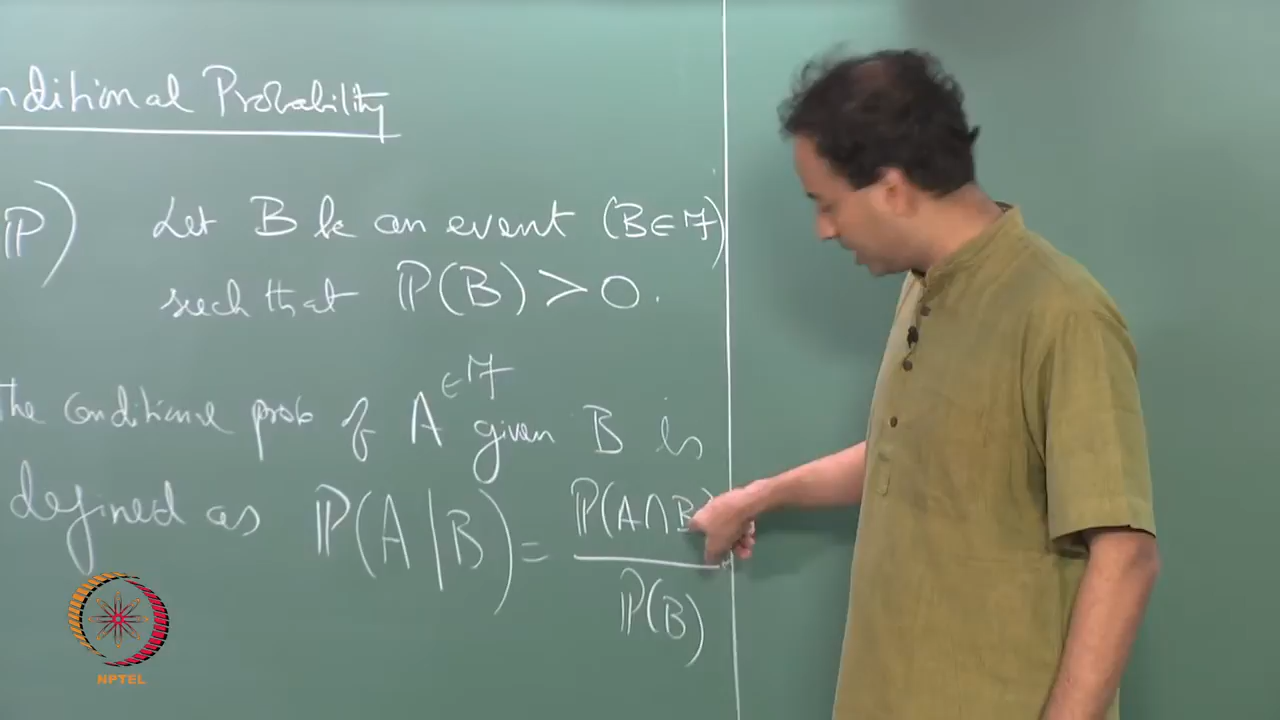 nditional Probability
ℙ) Let B be an event (B∈ℱ)
such that ℙ(B) > 0.
The conditional prob of A ∈ℱ given B is
defined as ℙ(A|B) = ℙ(A∩B) / ℙ(B)
NPTEL